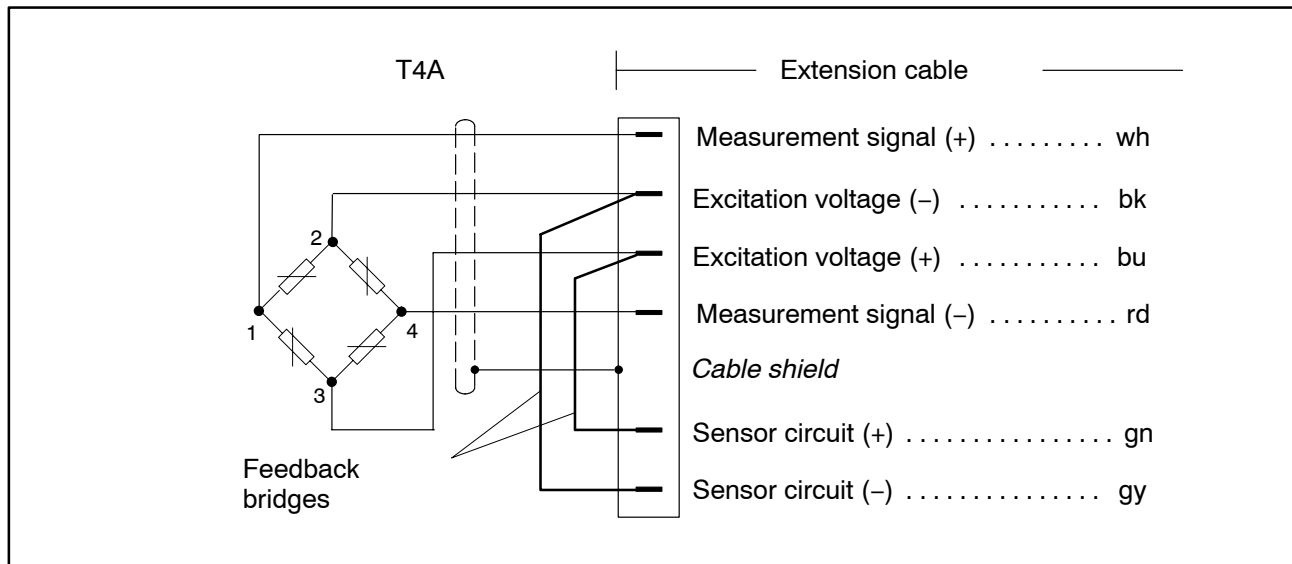 T4A
Extension cable
Measurement signal (+) ......... wh
Excitation voltage (−) ........... bk
Excitation voltage (+) ........... bu
Measurement signal (−) .......... rd
Cable shield
Sensor circuit (+) ................ gn
Sensor circuit (−) ............... gy
2
1
4
3
Feedback
bridges